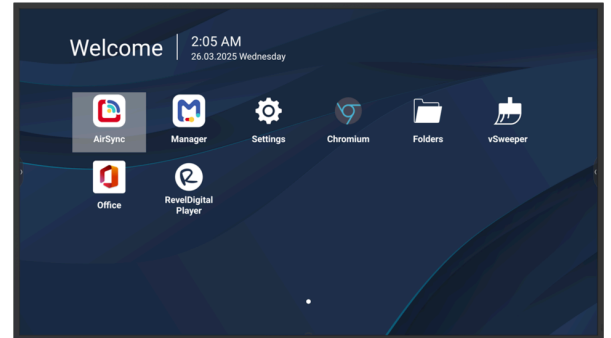 Welcome
2:05 AM
26.03.2025 Wednesday
AirSync
Manager
Settings
Chromium
Folders
vSweeper
Office
RevelDigital
Player